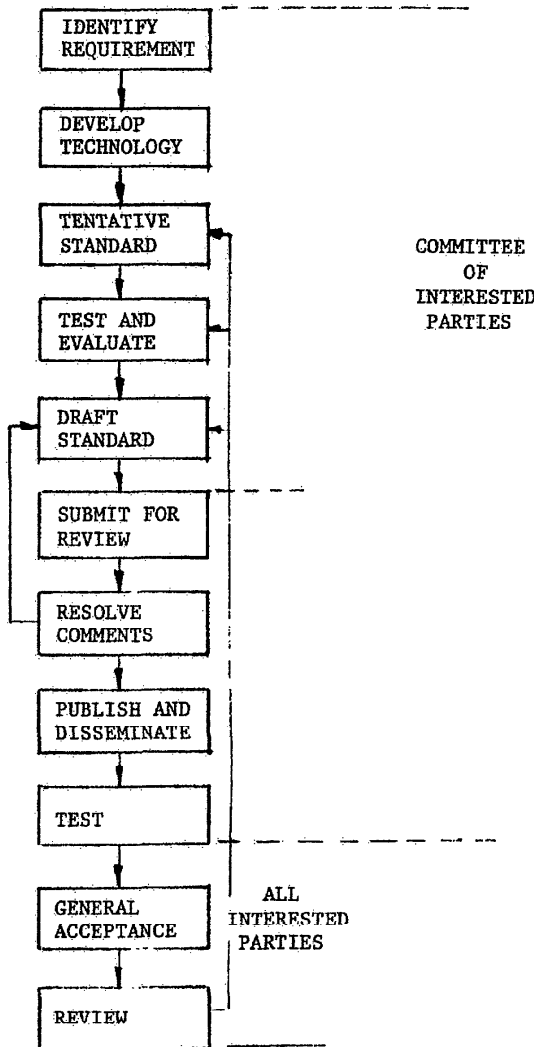 IDENTIFY
REQUIREMENT
DEVELOP
TECHNOLOGY
TENTATIVE
STANDARD
TEST AND
EVALUATE
DRAFT
STANDARD
SUBMIT FOR
REVIEW
RESOLVE
COMMENTS
PUBLISH AND
DISSEMINATE
TEST
GENERAL
ACCEPTANCE
REVIEW
COMMITTEE
OF
INTERESTED
PARTIES
ALL
INTERESTED
PARTIES